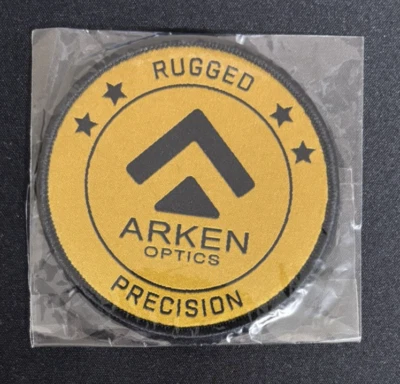 RUGGED
ARKEN
OPTICS
PRECISION